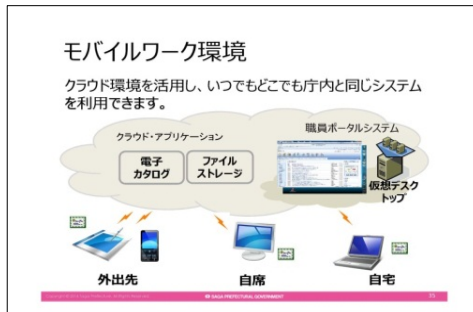 モバイルワーク環境
クラウド環境を活用し、いつでもどこでも庁内と同じシステム
を利用できます。
クラウド・アプリケーション
職員ポータルシステム
電子
カタログ
ファイル
ストレージ
仮想デスク
トップ
外出先
自席
自宅
SAGA PREFECTURAL GOVERNMENT